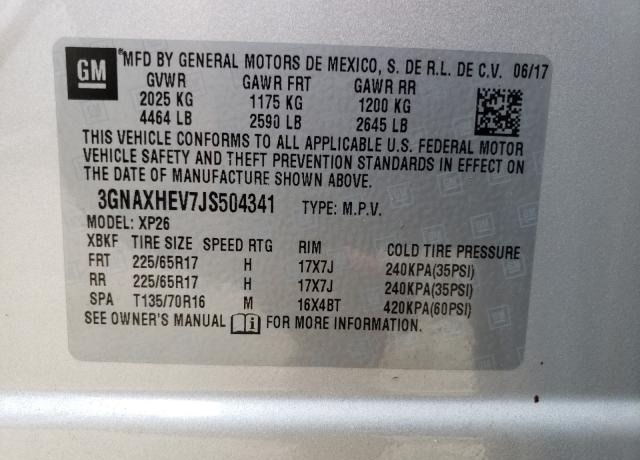 GM
®MFD BY GENERAL MOTORS DE MEXICO, S. DE R.L. DE C.V. 06/17
GVWR GAWR FRT GAWR RR
2025 KG 1175 KG 1200 KG
4464 LB 2590 LB 2645 LB
THIS VEHICLE CONFORMS TO ALL APPLICABLE U.S. FEDERAL MOTOR
VEHICLE SAFETY AND THEFT PREVENTION STANDARDS IN EFFECT ON
THE DATE OF MANUFACTURE SHOWN ABOVE.
3GNAXHEV7JS504341 TYPE: M.P.V.
MODEL: XP26
XBKF TIRE SIZE SPEED RTG RIM COLD TIRE PRESSURE
FRT 225/65R17 H 17X7J 240KPA(35PSI)
RR 225/65R17 H 17X7J 240KPA(35PSI)
SPA T135/70R16 M 16X4BT 420KPA(60PSI)
SEE OWNER'S MANUAL i FOR MORE INFORMATION.